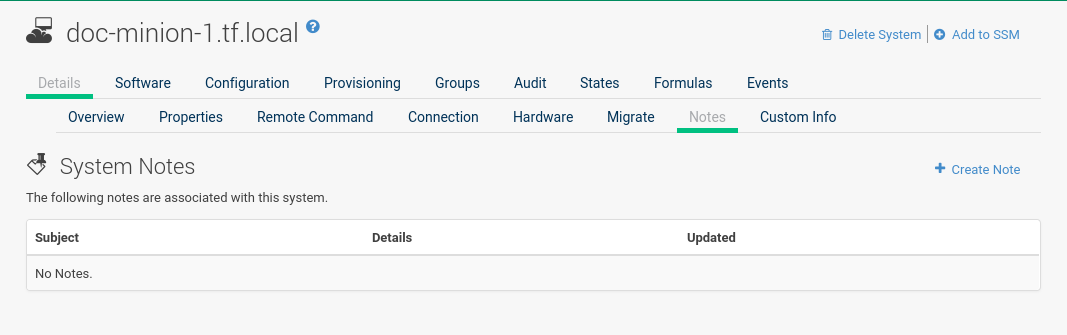 doc-minion-1.tf.local ?
Delete System | Add to SSM
Details Software Configuration Provisioning Groups Audit States Formulas Events
Overview Properties Remote Command Connection Hardware Migrate Notes Custom Info
System Notes
+ Create Note
The following notes are associated with this system.
Subject Details Updated
No Notes.